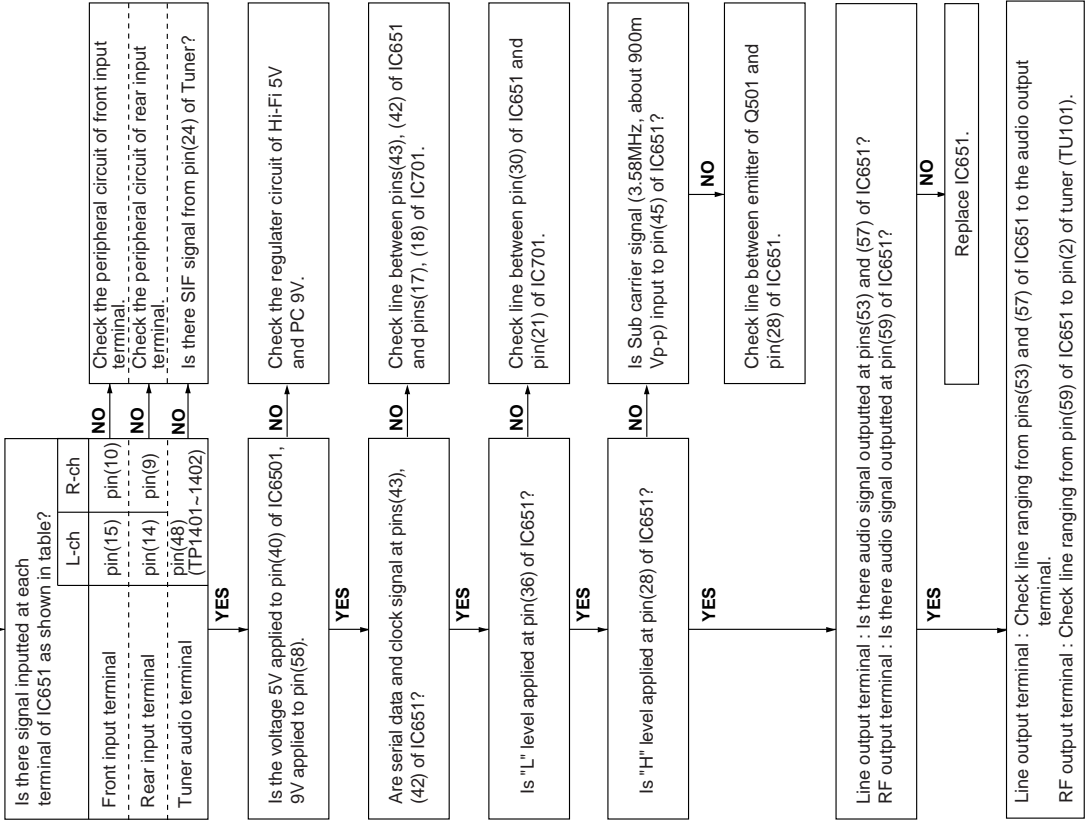 Is there signal inputted at each
terminal of IC651 as shown in table?
L-ch R-ch
Front input terminal pin(15) pin(10)
Rear input terminal pin(14) pin(9)
Tuner audio terminal pin(48)
(TP1401~1402)
NO
NO
NO
Check the peripheral circuit of front input
terminal.
Check the peripheral circuit of rear input
terminal.
Is there SIF signal from pin(24) of Tuner?
YES
Is the voltage 5V applied to pin(40) of IC6501,
9V applied to pin(58).
NO
Check the regulater circuit of Hi-Fi 5V
and PC 9V.
YES
Are serial data and clock signal at pins(43),
(42) of IC651?
NO
Check line between pins(43), (42) of IC651
and pins(17), (18) of IC701.
YES
Is "L" level applied at pin(36) of IC651?
NO
Check line between pin(30) of IC651 and
pin(21) of IC701.
YES
Is "H" level applied at pin(28) of IC651?
NO
Is Sub carrier signal (3.58MHz, about 900m
Vp-p) input to pin(45) of IC651?
NO
Check line between emitter of Q501 and
pin(28) of IC651.
YES
Line output terminal : Is there audio signal outputted at pins(53) and (57) of IC651?
RF output terminal : Is there audio signal outputted at pin(59) of IC651?
NO
Replace IC651.
YES
Line output terminal : Check line ranging from pins(53) and (57) of IC651 to the audio output
terminal.
RF output terminal : Check line ranging from pin(59) of IC651 to pin(2) of tuner (TU101).